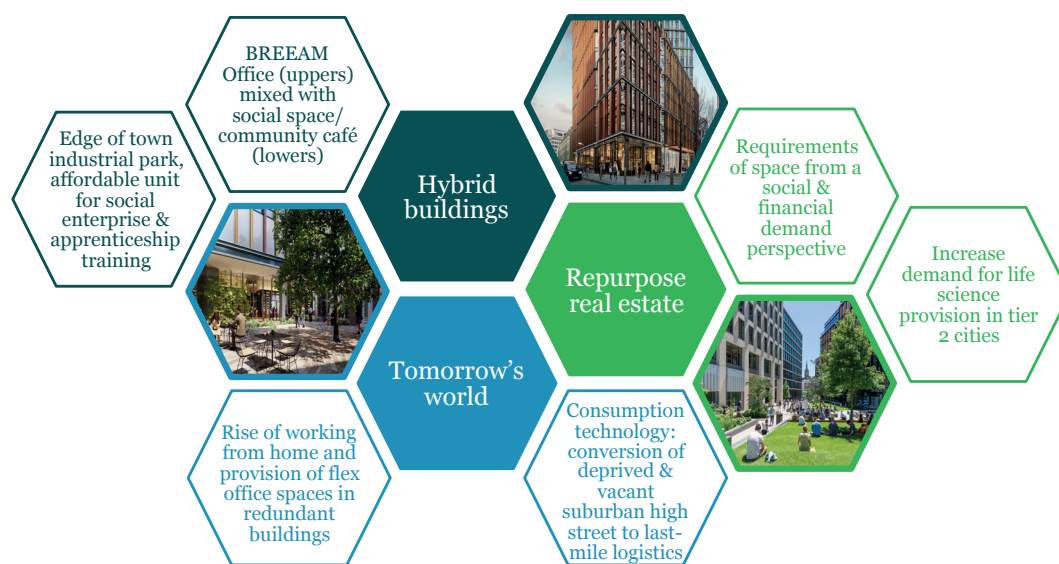 BREEAM
Office (uppers)
mixed with
social space/
community café
(lowers)
Edge of town
industrial park,
affordable unit
for social
enterprise &
apprenticeship
training
Hybrid
buildings
Requirements
of space from a
social &
financial
demand
perspective
Repurpose
real estate
Increase
demand for life
science
provision in tier
2 cities
Tomorrow's
world
Rise of working
from home and
provision of flex
office spaces in
redundant
buildings
Consumption
technology:
conversion of
deprived &
vacant
suburban high
street to last-
mile logistics